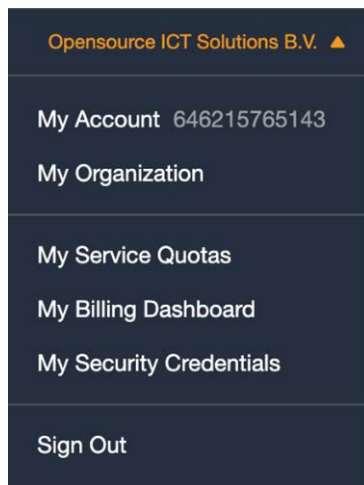 Opensource ICT Solutions B.V. ▲
My Account 646215765143
My Organization
My Service Quotas
My Billing Dashboard
My Security Credentials
Sign Out